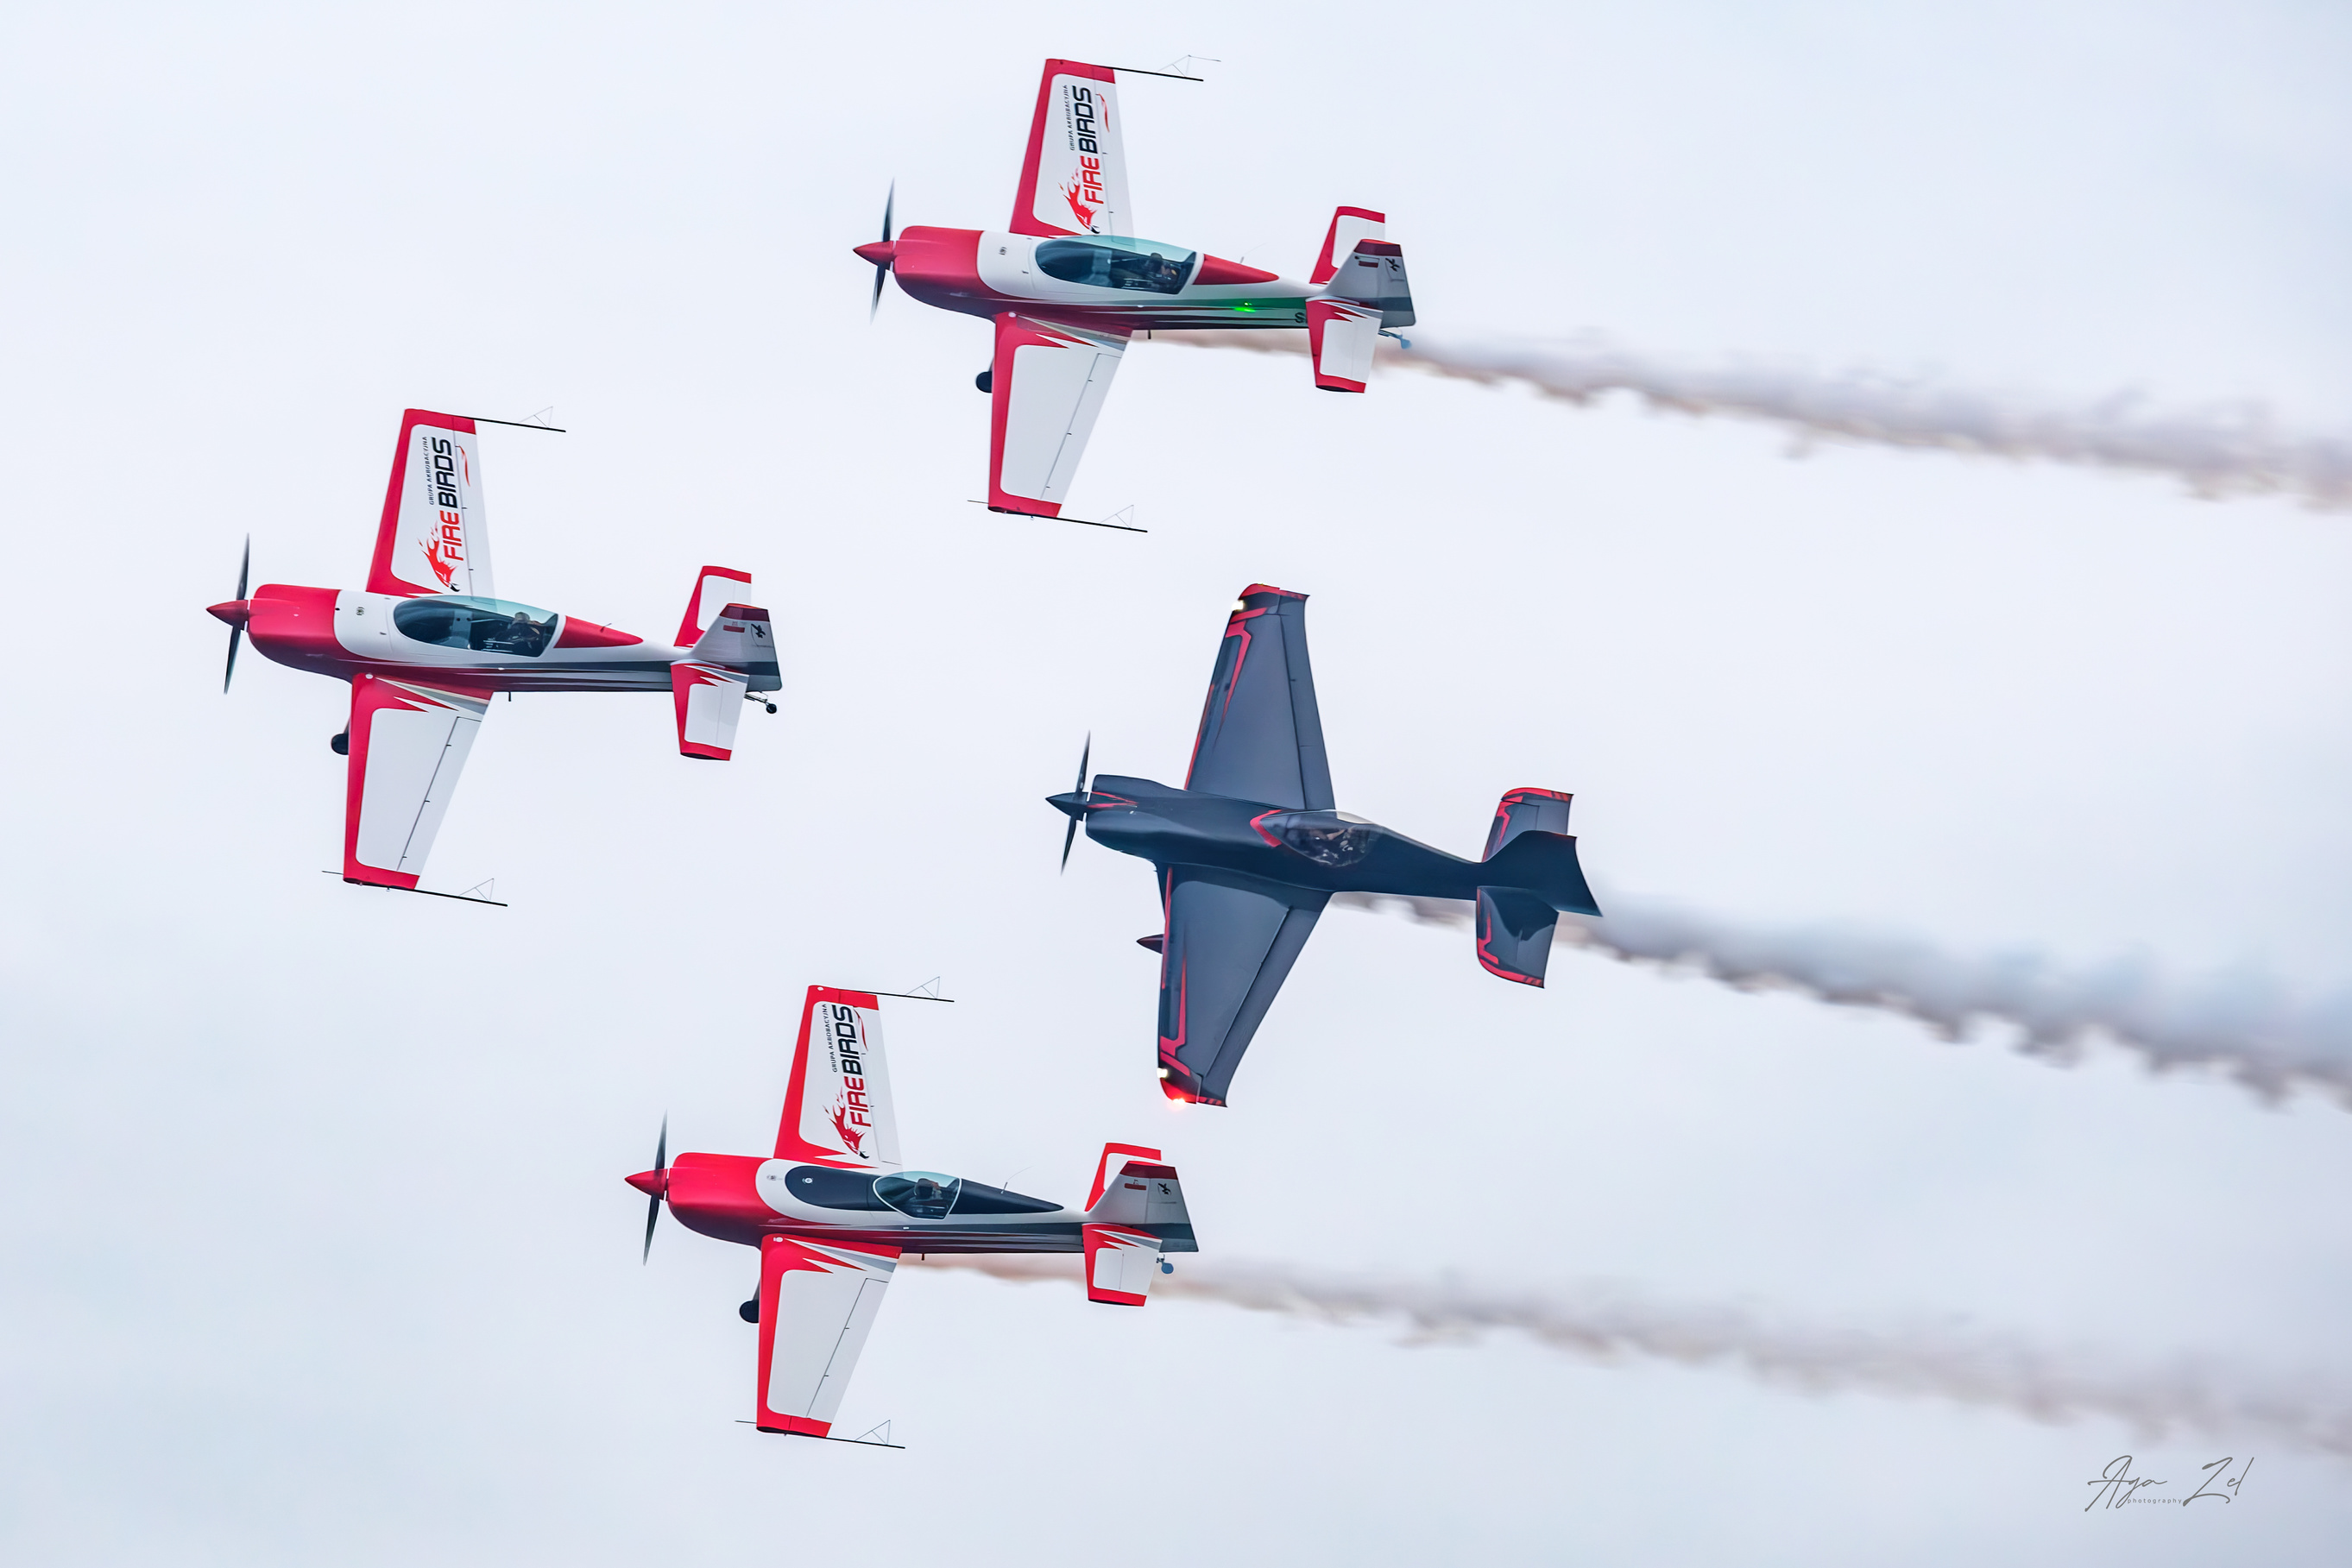 GRUPA AKROBACYJNA
FIREBIRDS
GRUPA AKROBACYJNA
FIREBIRDS
GRUPA AKROBACYJNA
FIREBIRDS
Aga Zel
photography